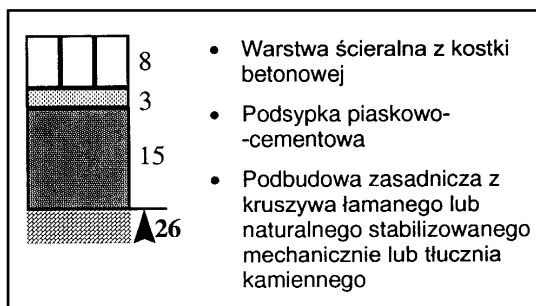 8
3
15
26
• Warstwa ścieralna z kostki
betonowej
• Podsypka piaskowo-
-cementowa
• Podbudowa zasadnicza z
kruszywa łamanego lub
naturalnego stabilizowanego
mechanicznie lub tłucznia
kamiennego